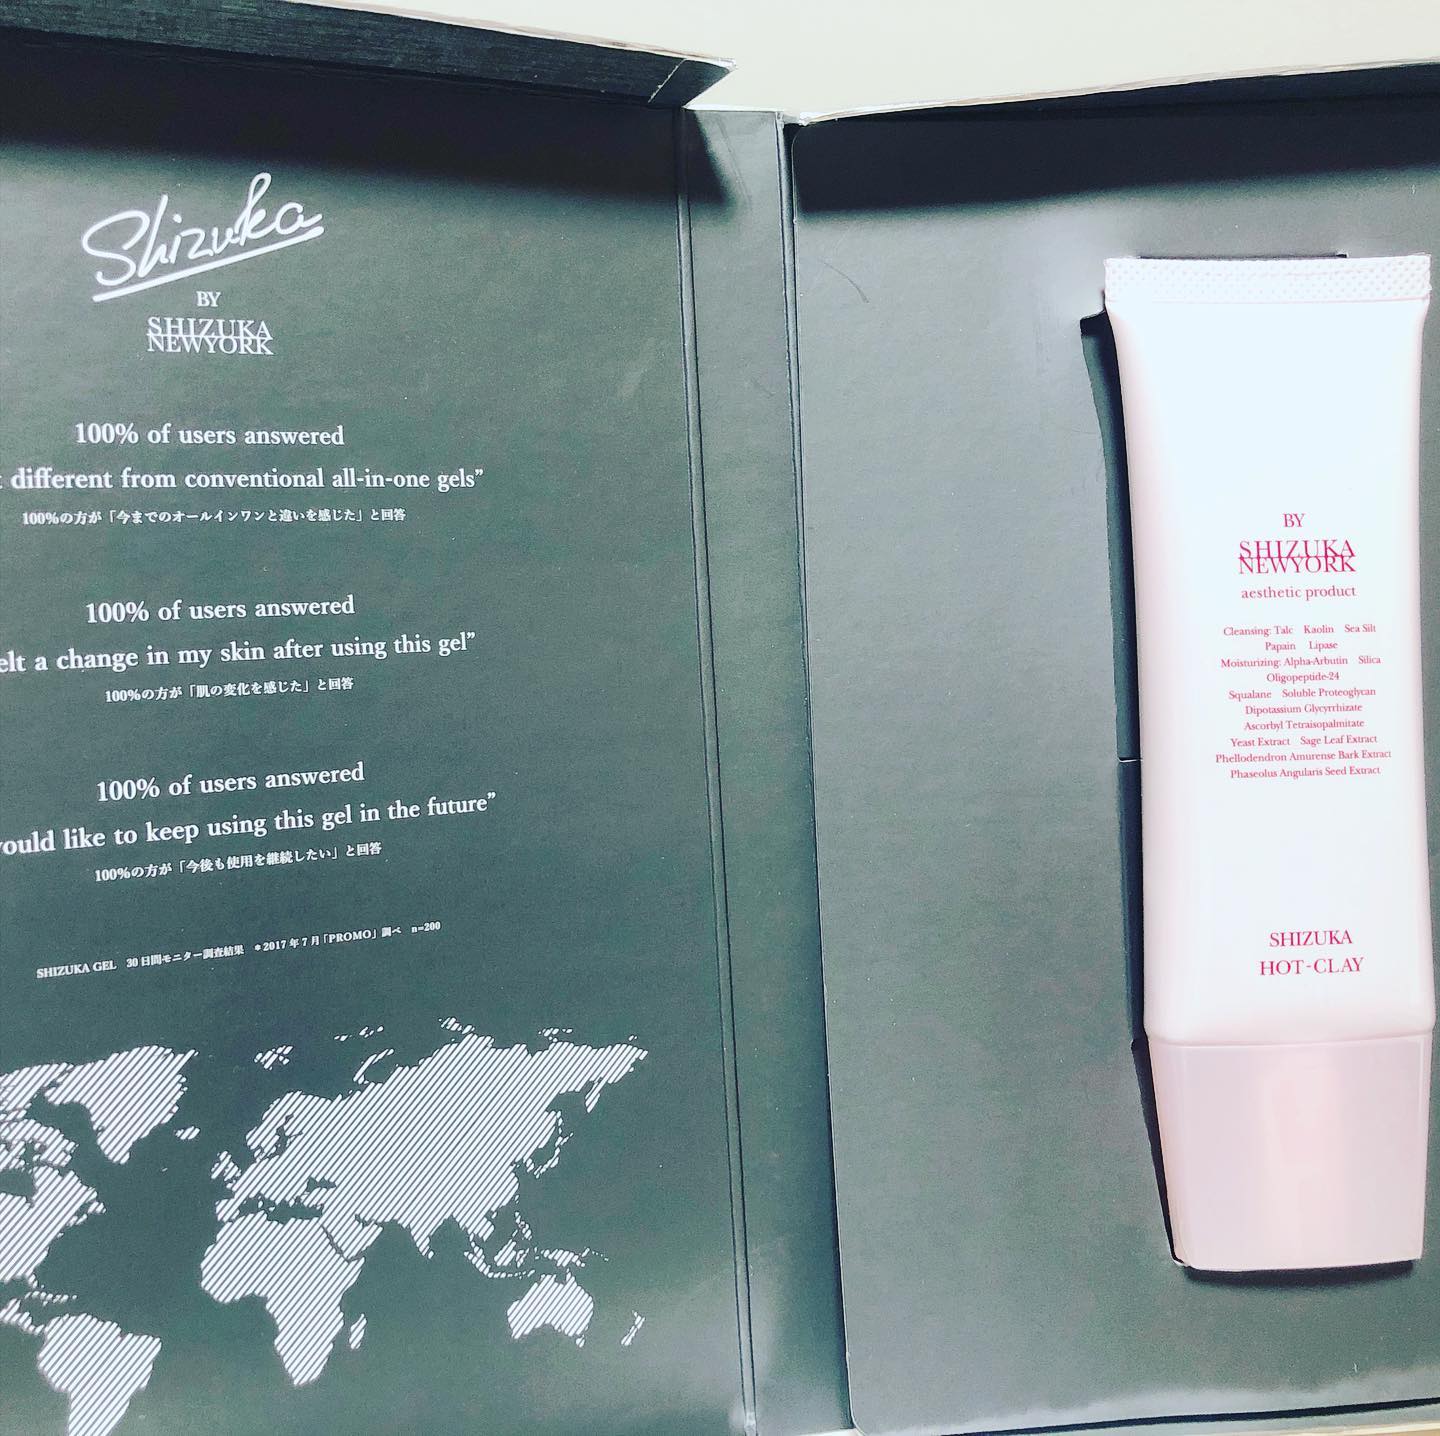 Shizuka
BY
SHIZUKA
NEWYORK
100% of users answered
different from conventional all-in-one gels”
100%の方が「今までのオールインワンと違いを感じた」と回答
100% of users answered
elt a change in my skin after using this gel”
100%の方が「肌の変化を感じた」と回答
100% of users answered
ould like to keep using this gel in the future”
100%の方が「今後も使用を継続したい」と回答
SHIZUKA GEL 30日間モニター調査結果 *2017年7月「PROMO」調べ n=200
BY
SHIZUKA
NEWYORK
aesthetic product
Cleansing: Talc Kaolin Sea Silt
Papain Lipase
Moisturizing: Alpha-Arbutin Silica
Oligopeptide-24
Squalane Soluble Proteoglycan
Dipotassium Glycyrrhizate
Ascorbyl Tetraisopalmitate
Yeast Extract Sage Leaf Extract
Phellodendron Amurense Bark Extract
Phaseolus Angularis Seed Extract
SHIZUKA
HOT-CLAY